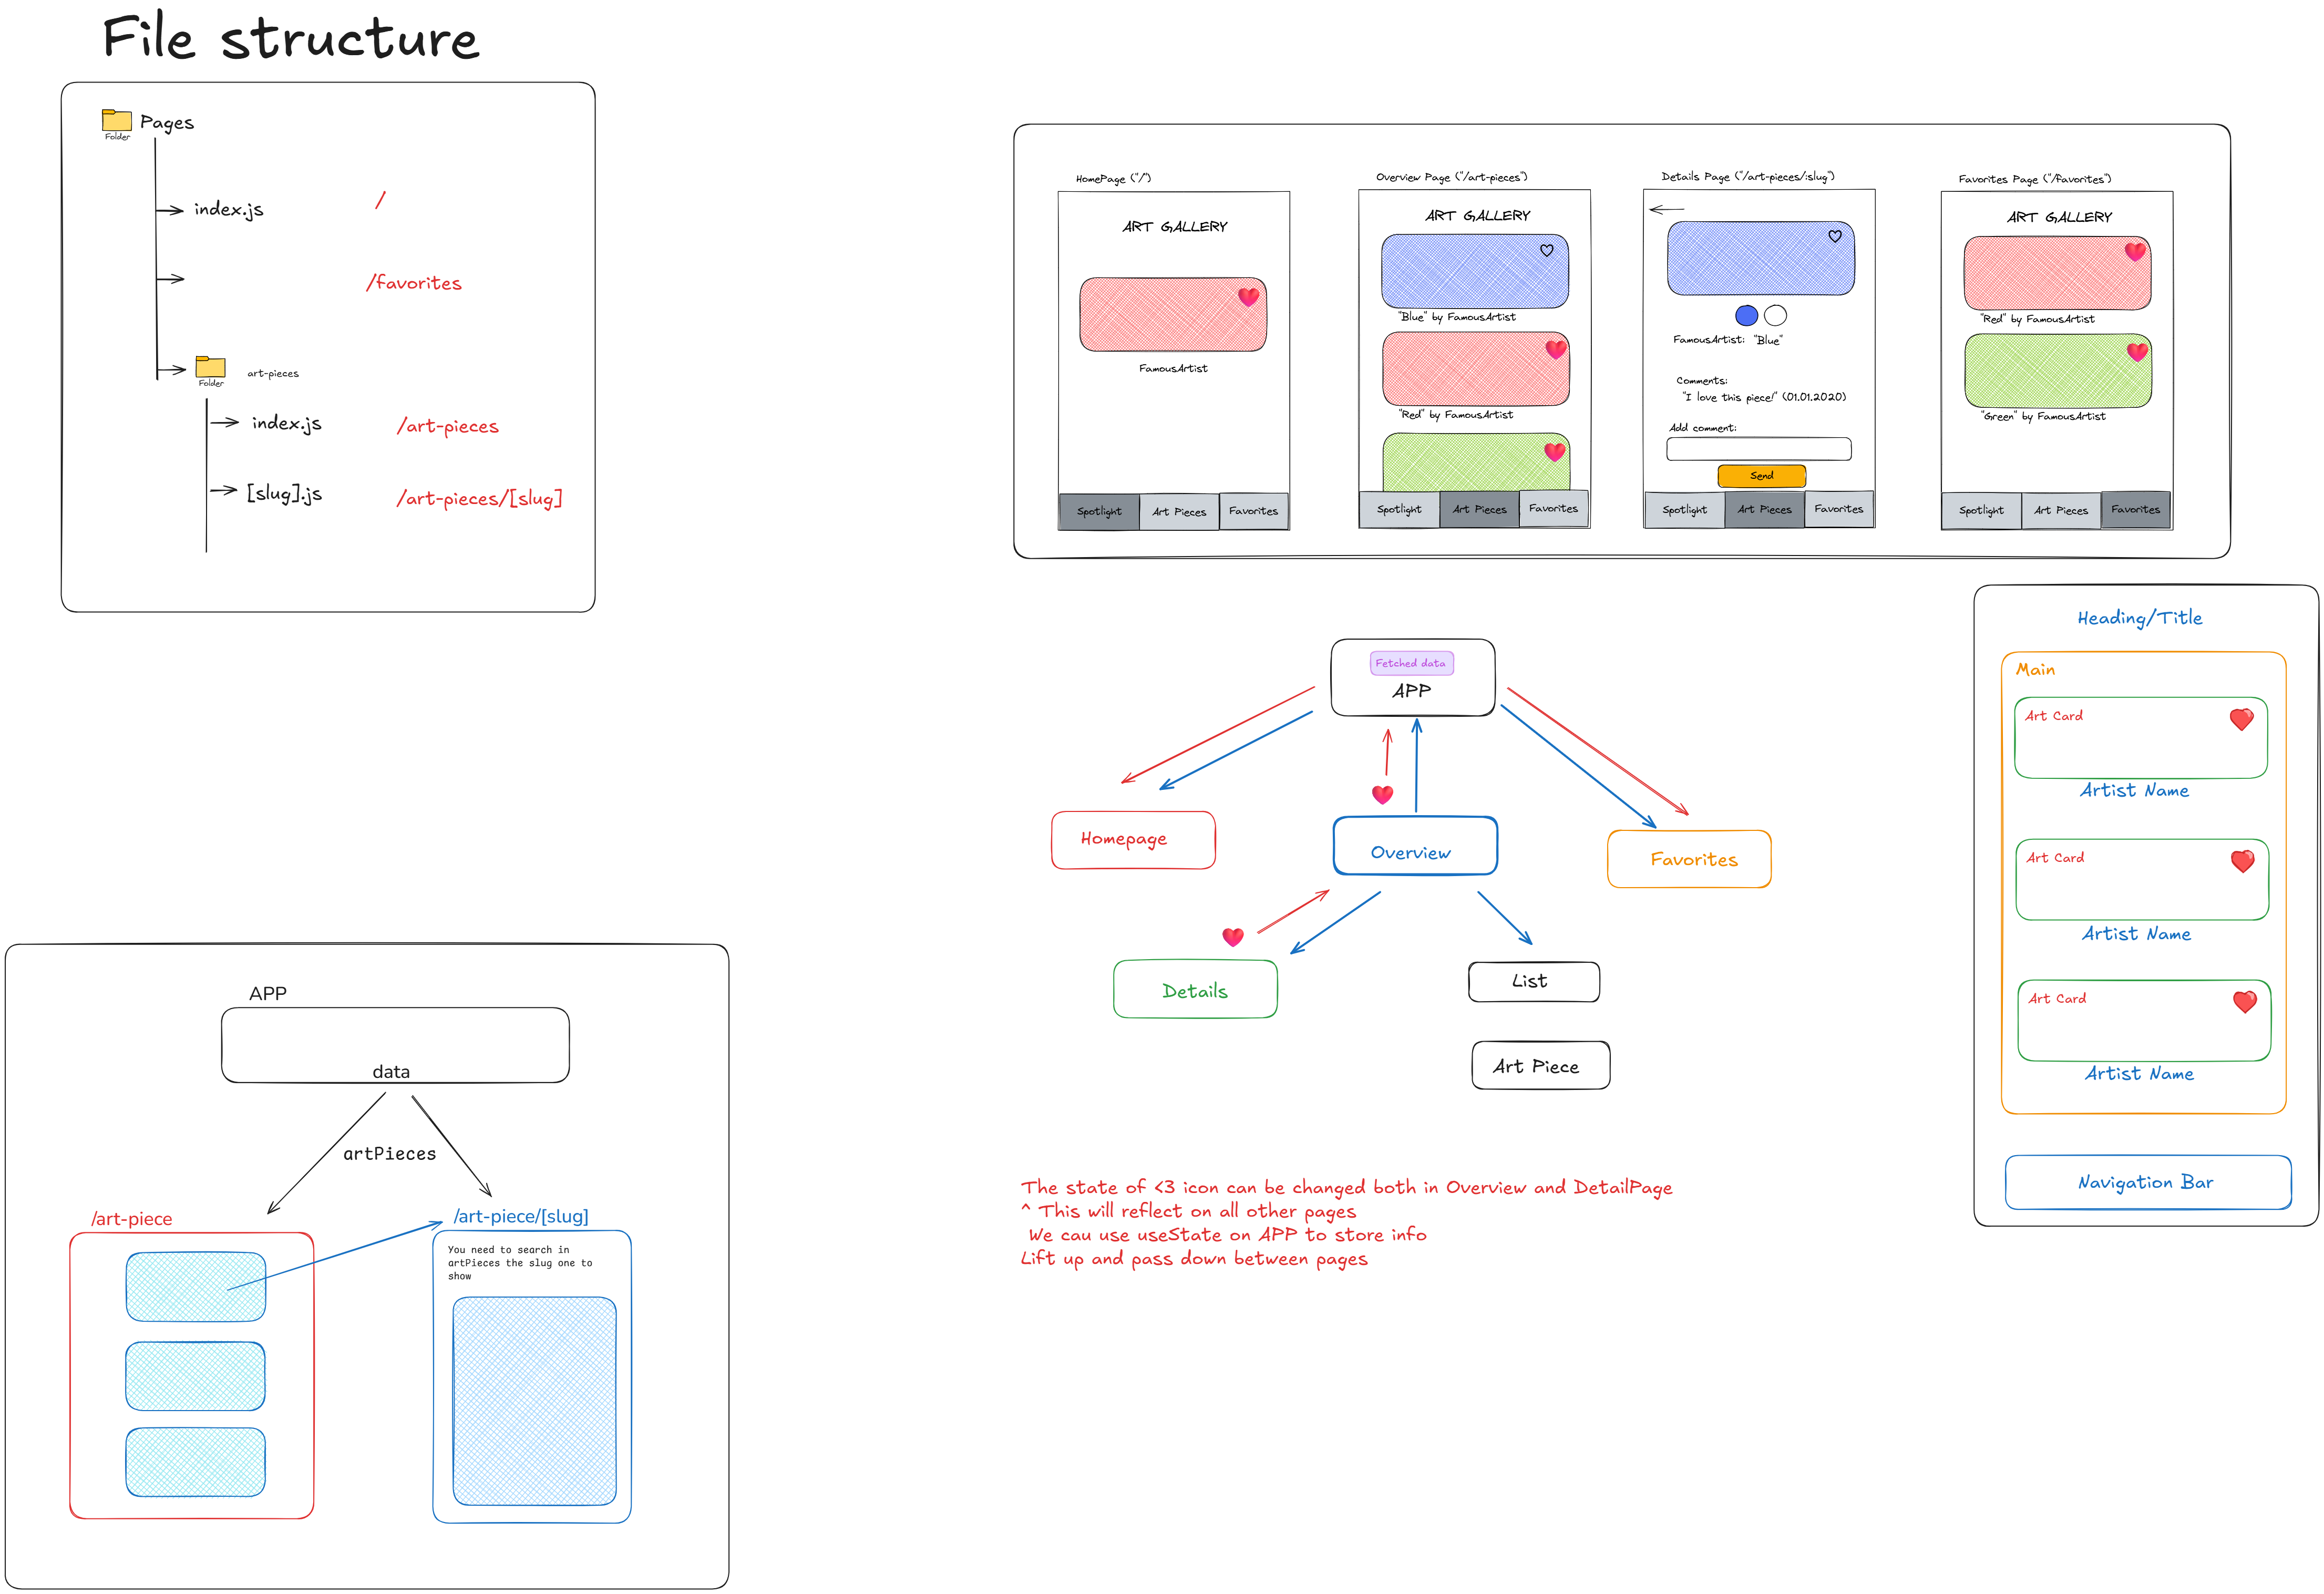 File structure
Folder
Pages
index.js
/
/favorites
Folder
art-pieces
index.js
/art-pieces
[slug].js
/art-pieces/[slug]
HomePage ("/")
ART GALLERY
FamousArtist
Spotlight
Art Pieces
Favorites
Overview Page ("/art-pieces")
ART GALLERY
"Blue" by FamousArtist
"Red" by FamousArtist
Spotlight
Art Pieces
Favorites
Details Page ("/art-pieces/:slug")
FamousArtist: "Blue"
Comments:
"I love this piece!" (01.01.2020)
Add comment:
Send
Spotlight
Art Pieces
Favorites
Favorites Page ("/favorites")
ART GALLERY
"Red" by FamousArtist
"Green" by FamousArtist
Spotlight
Art Pieces
Favorites
Fetched data
APP
Homepage
Overview
Favorites
Details
List
Art Piece
The state of <3 icon can be changed both in Overview and DetailPage
^ This will reflect on all other pages
We cau use useState on APP to store info
Lift up and pass down between pages
Heading/Title
Main
Art Card
Artist Name
Art Card
Artist Name
Art Card
Artist Name
Navigation Bar
APP
data
artPieces
/art-piece
/art-piece/[slug]
You need to search in
artPieces the slug one to
show